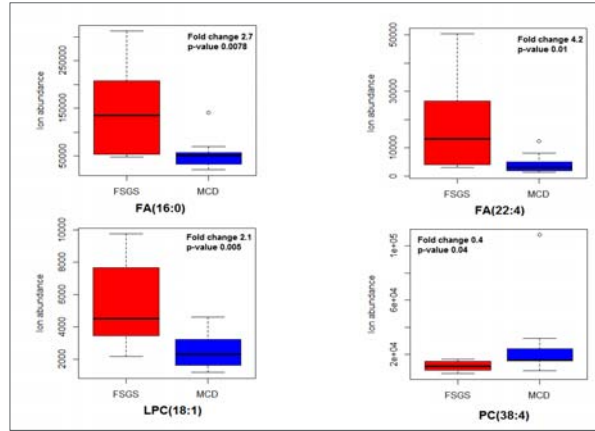 Fold change 2.7
p-value 0.0078
Ion abundance
50000
150000
250000
FSGS
MCD
FA(16:0)
Fold change 4.2
p-value 0.01
Ion abundance
0
10000
30000
50000
FSGS
MCD
FA(22:4)
Fold change 2.1
p-value 0.005
Ion abundance
2000
4000
6000
8000
10000
FSGS
MCD
LPC(18:1)
Fold change 0.4
p-value 0.04
Ion abundance
2e+04
6e+04
1e+05
FSGS
MCD
PC(38:4)